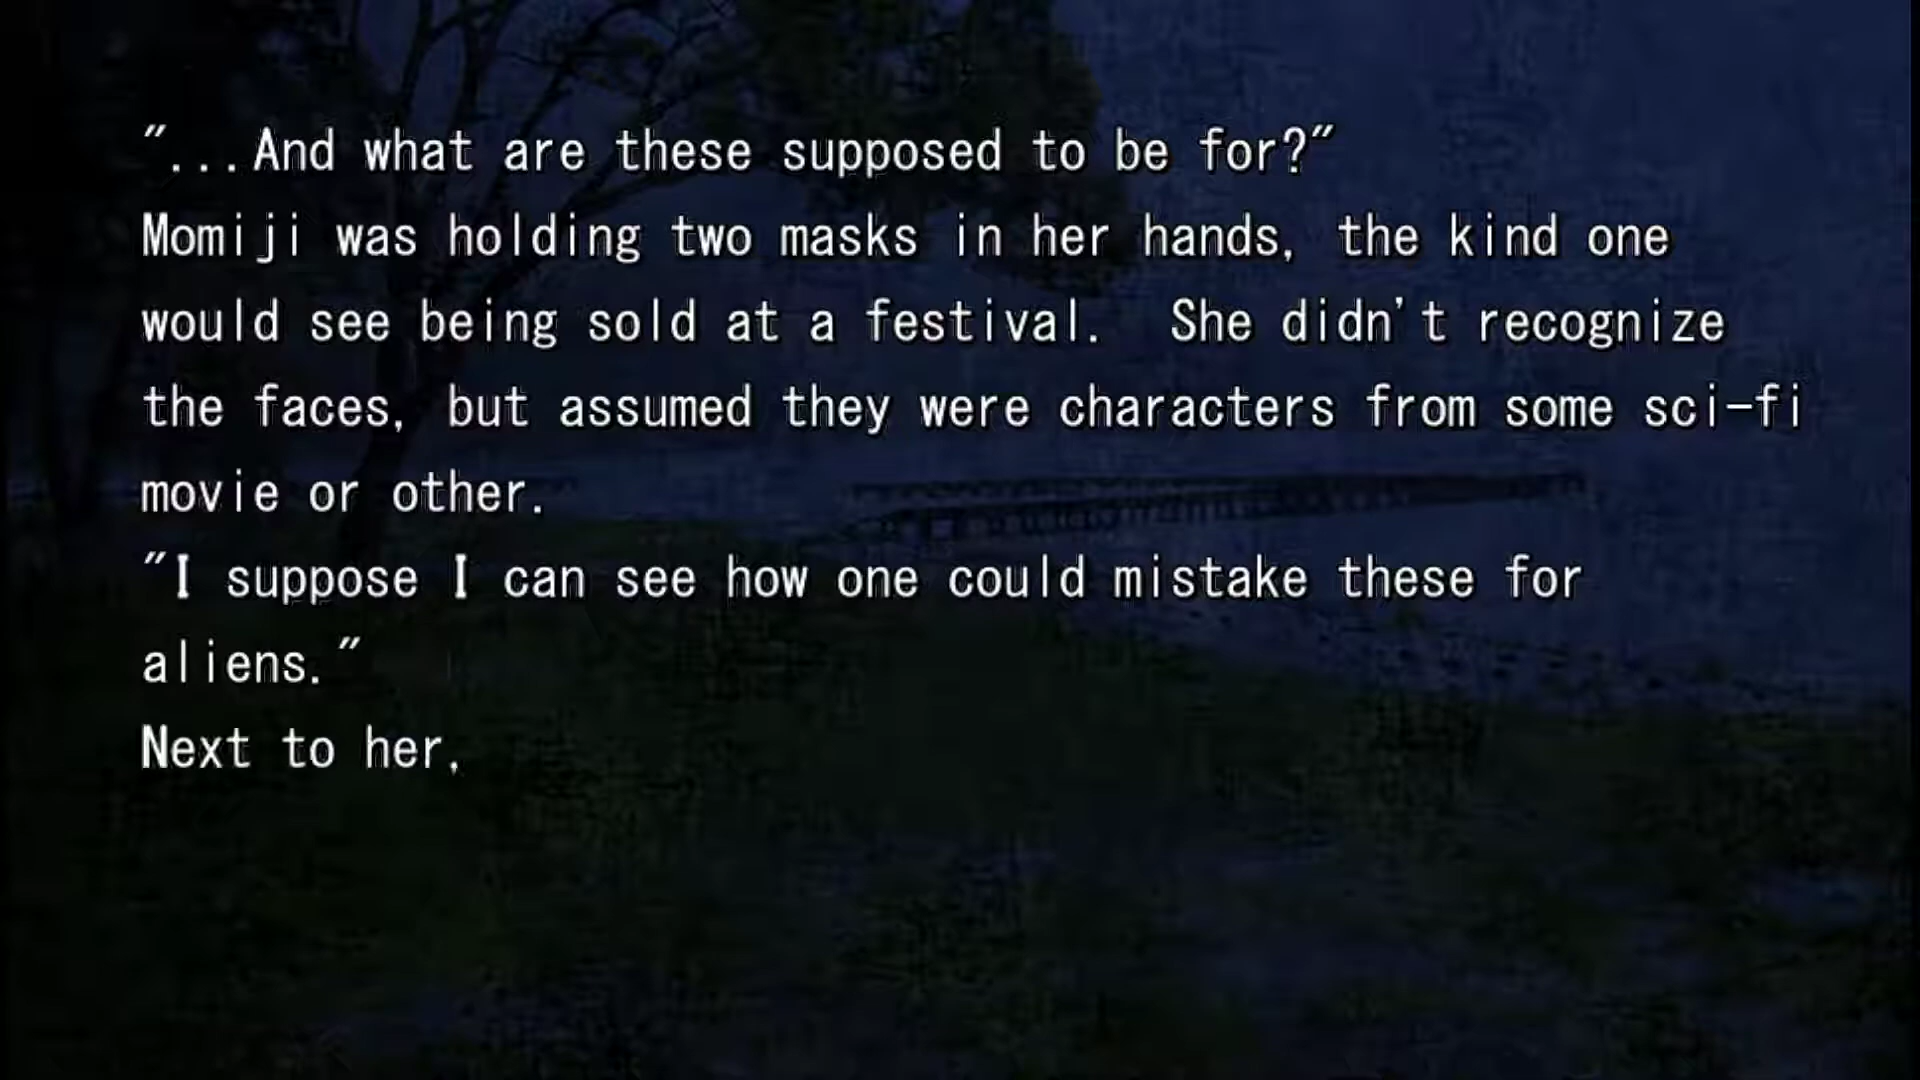 "...And what are these supposed to be for?"
Momiji was holding two masks in her hands, the kind one
would see being sold at a festival.  She didn't recognize
the faces, but assumed they were characters from some sci-fi
movie or other.
"I suppose I can see how one could mistake these for
aliens."
Next to her,